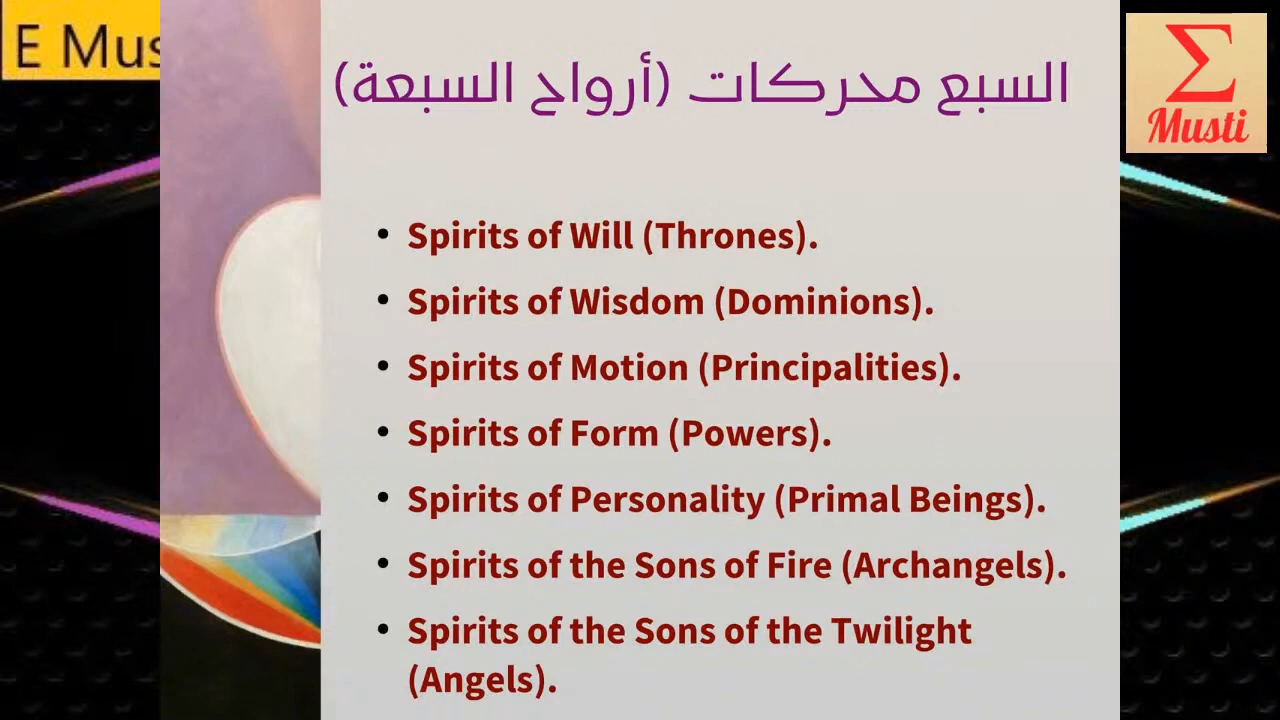 E Mus
السبع محركات (أرواح السبعة)
Σ
Musti
• Spirits of Will (Thrones).
• Spirits of Wisdom (Dominions).
• Spirits of Motion (Principalities).
• Spirits of Form (Powers).
• Spirits of Personality (Primal Beings).
• Spirits of the Sons of Fire (Archangels).
• Spirits of the Sons of the Twilight
(Angels).